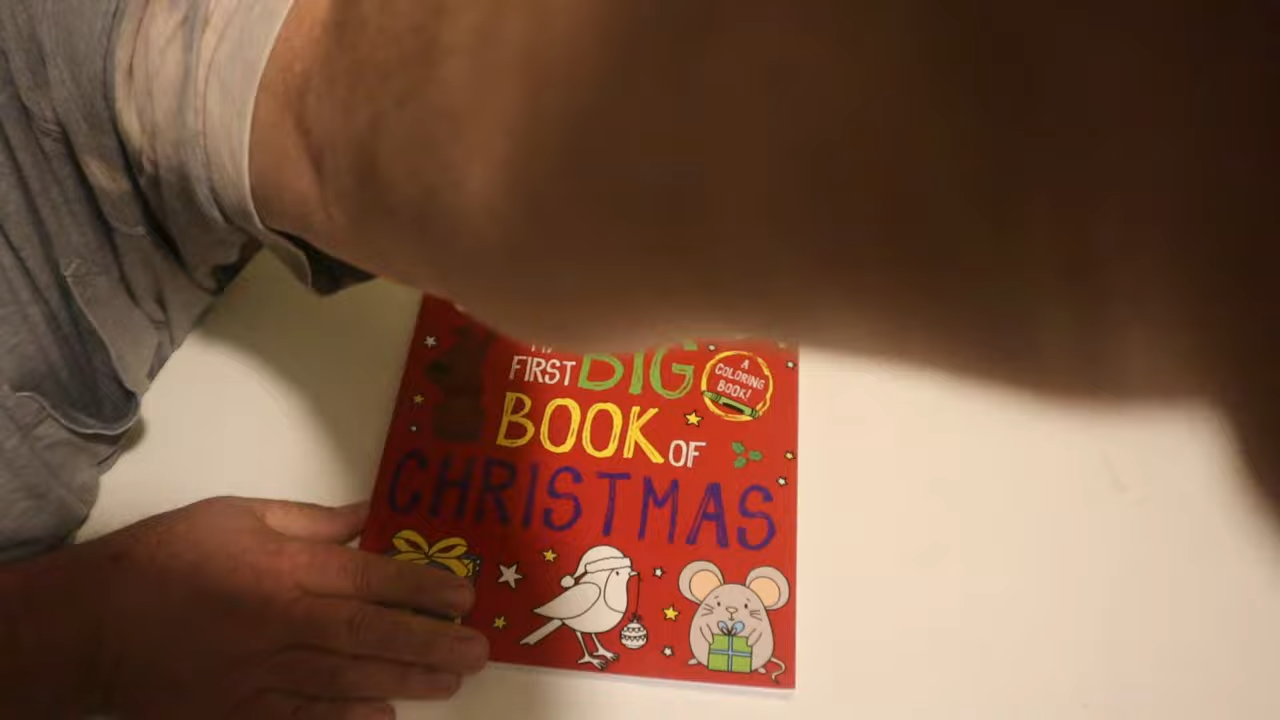 FIRST BIG
BOOK OF
CHRISTMAS
A
COLORING
BOOK!